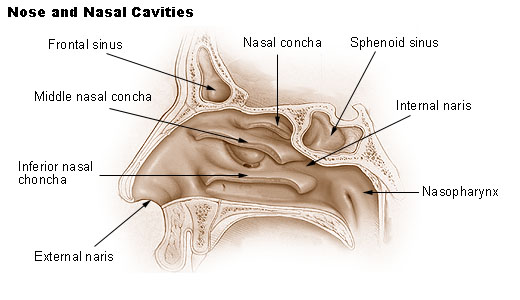 Nose and Nasal Cavities
Frontal sinus
Nasal concha
Sphenoid sinus
Middle nasal concha
Internal naris
Inferior nasal
choncha
Nasopharynx
External naris